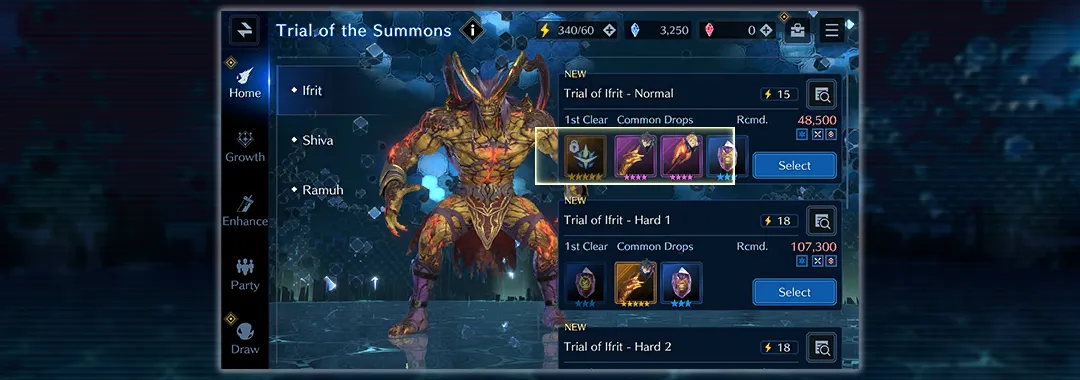 Trial of the Summons
340/60
3,250
0
Home
Growth
Enhance
Party
Draw
Ifrit
Shiva
Ramuh
NEW
Trial of Ifrit - Normal
15
1st Clear Common Drops Rcmd. 48,500
Select
NEW
Trial of Ifrit - Hard 1
18
1st Clear Common Drops Rcmd. 107,300
Select
NEW
Trial of Ifrit - Hard 2
18